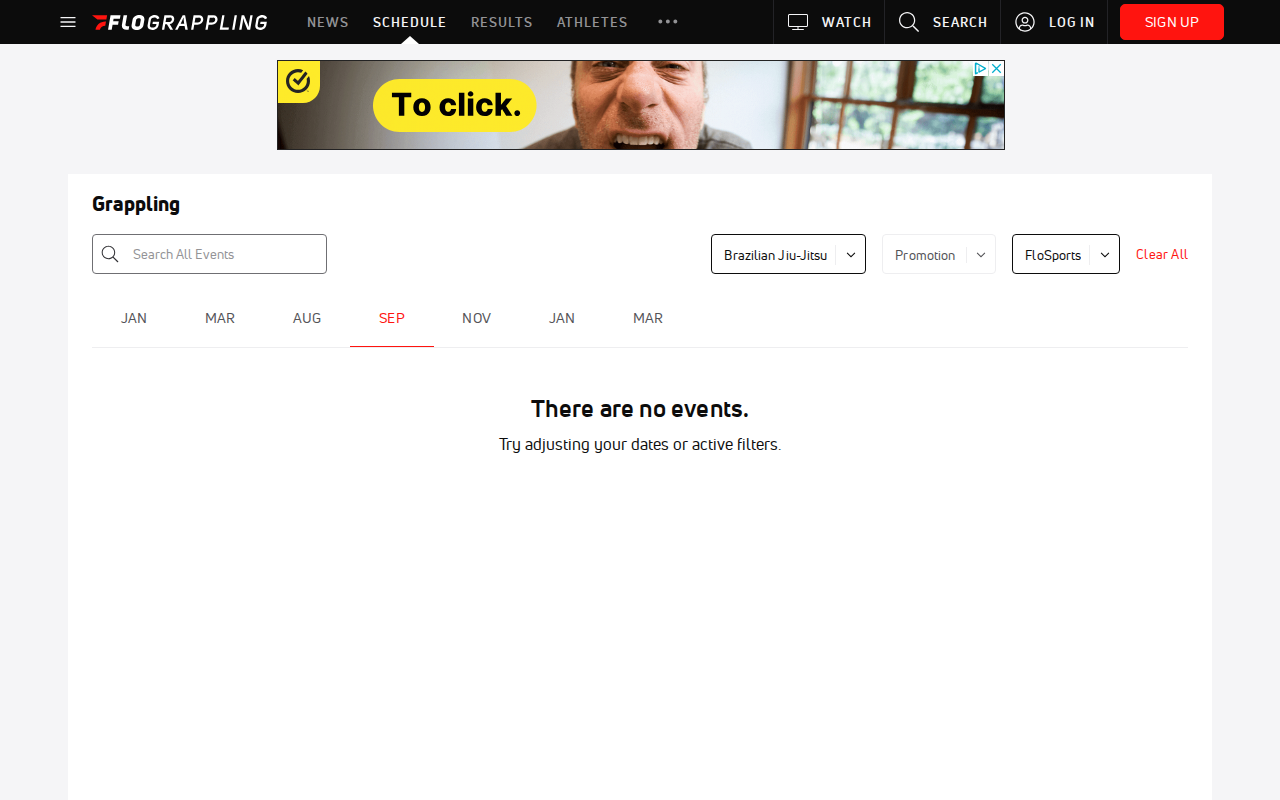 FLOGRAPPLING
NEWS
SCHEDULE
RESULTS
ATHLETES
WATCH
SEARCH
LOG IN
SIGN UP
To click.
Grappling
Search All Events
Brazilian Jiu-Jitsu
Promotion
FloSports
Clear All
JAN
MAR
AUG
SEP
NOV
JAN
MAR
There are no events.
Try adjusting your dates or active filters.